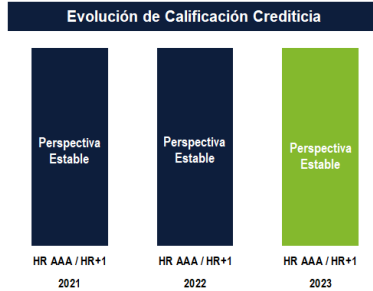 Evolución de Calificación Crediticia
Perspectiva
Estable
Perspectiva
Estable
Perspectiva
Estable
HR AAA / HR+1
HR AAA / HR+1
HR AAA / HR+1
2021
2022
2023